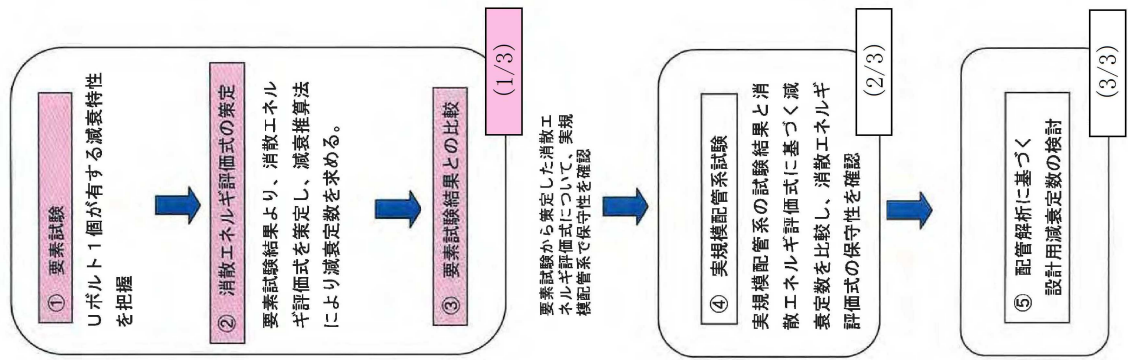 ① 要素試験
Uボルト1個が有する減衰特性
を把握
② 消散エネルギ評価式の策定
要素試験結果より、消散エネル
ギ評価式を策定し、減衰推算法
により減衰定数を求める。
③ 要素試験結果との比較
(1/3)
要素試験から策定した消散エ
ネルギ評価式について、実規
模配管系で保守性を確認
④ 実規模配管系試験
実規模配管系の試験結果と消
散エネルギ評価式に基づく減
衰定数を比較し、消散エネルギ
評価式の保守性を確認
(2/3)
⑤ 配管解析に基づく
設計用減衰定数の検討
(3/3)